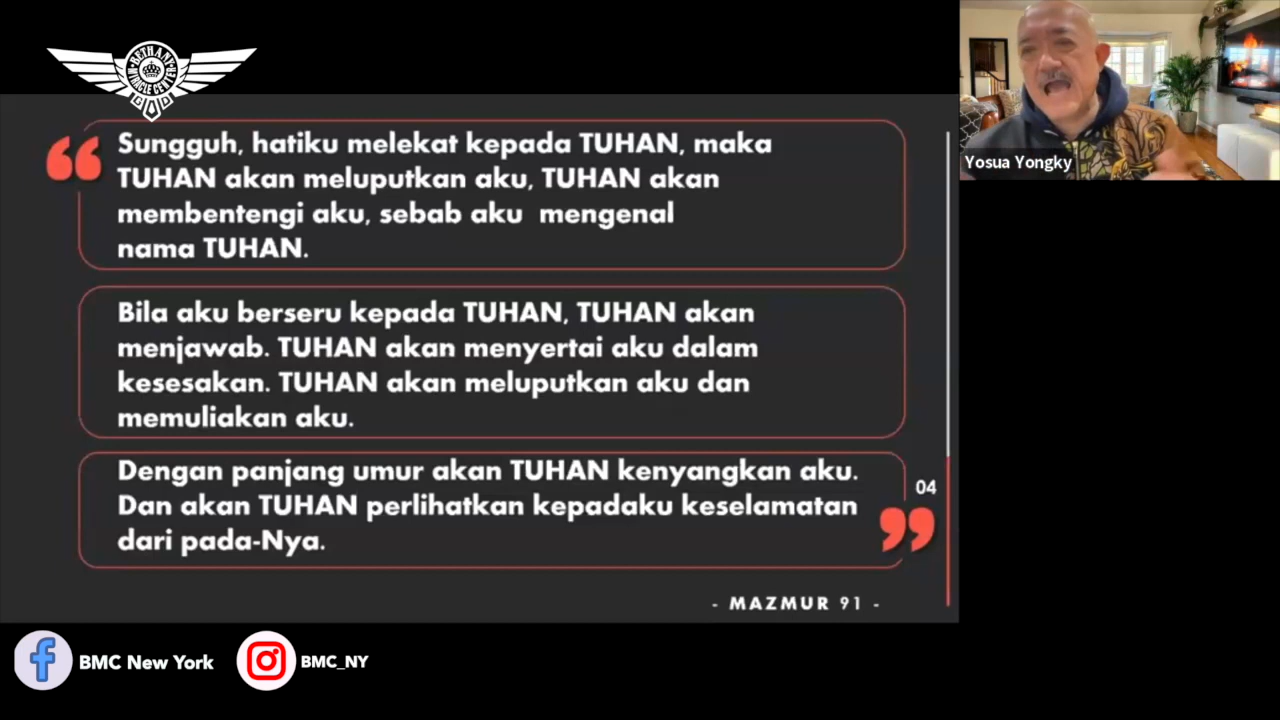 BETHANY
MIRACLE CENTER
Sungguh, hatiku melekat kepada TUHAN, maka
TUHAN akan meluputkan aku, TUHAN akan
membentengi aku, sebab aku mengenal
nama TUHAN.
Bila aku berseru kepada TUHAN, TUHAN akan
menjawab. TUHAN akan menyertai aku dalam
kesesakan. TUHAN akan meluputkan aku dan
memuliakan aku.
Dengan panjang umur akan TUHAN kenyangkan aku.
Dan akan TUHAN perlihatkan kepadaku keselamatan
dari pada-Nya.
04
- MAZMUR 91 -
Yosua Yongky
BMC New York
BMC_NY